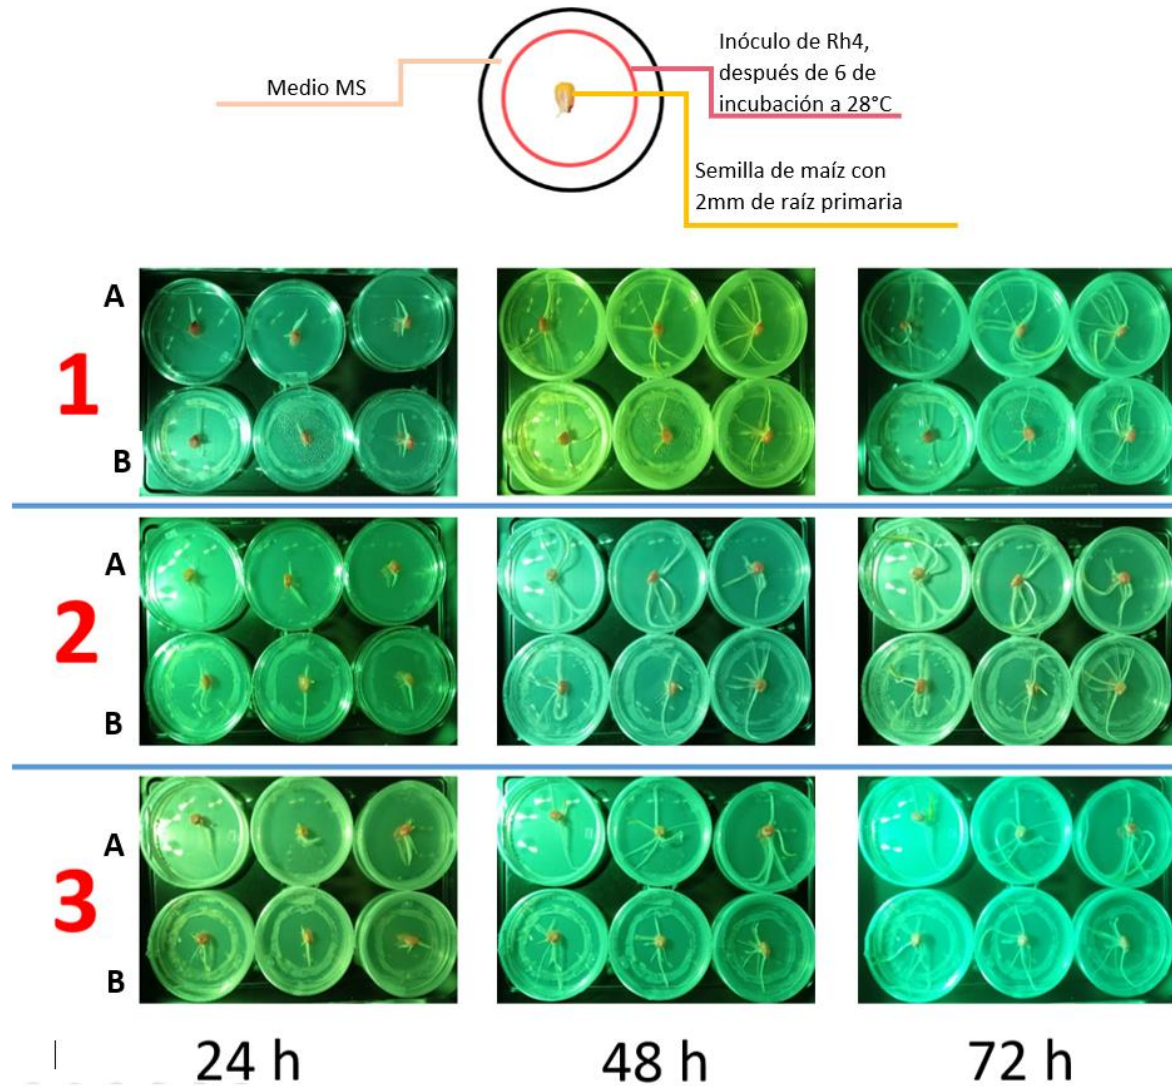 Medio MS
Inóculo de Rh4,
después de 6 de
incubación a 28°C
Semilla de maíz con
2mm de raíz primaria
A
1
B
A
2
B
A
3
B
24 h
48 h
72 h